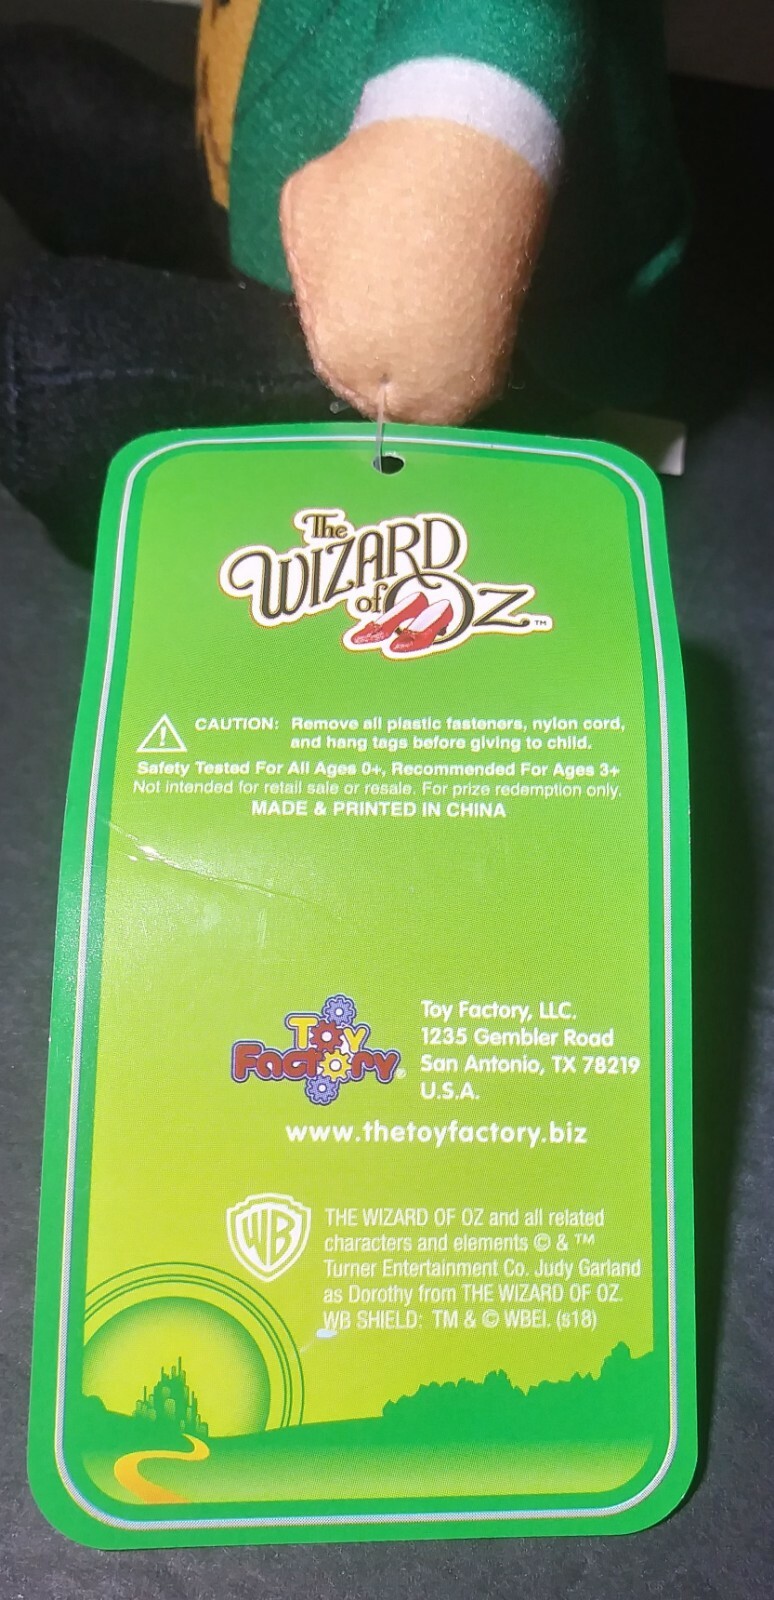 The
WIZARD
of OZ™
CAUTION: Remove all plastic fasteners, nylon cord,
and hang tags before giving to child.
Safety Tested For All Ages 0+, Recommended For Ages 3+
Not intended for retail sale or resale. For prize redemption only.
MADE & PRINTED IN CHINA
Toy
Factory®
Toy Factory, LLC.
1235 Gembler Road
San Antonio, TX 78219
U.S.A.
www.thetoyfactory.biz
WB
THE WIZARD OF OZ and all related
characters and elements © & ™
Turner Entertainment Co. Judy Garland
as Dorothy from THE WIZARD OF OZ.
WB SHIELD: TM & © WBEI. (s18)